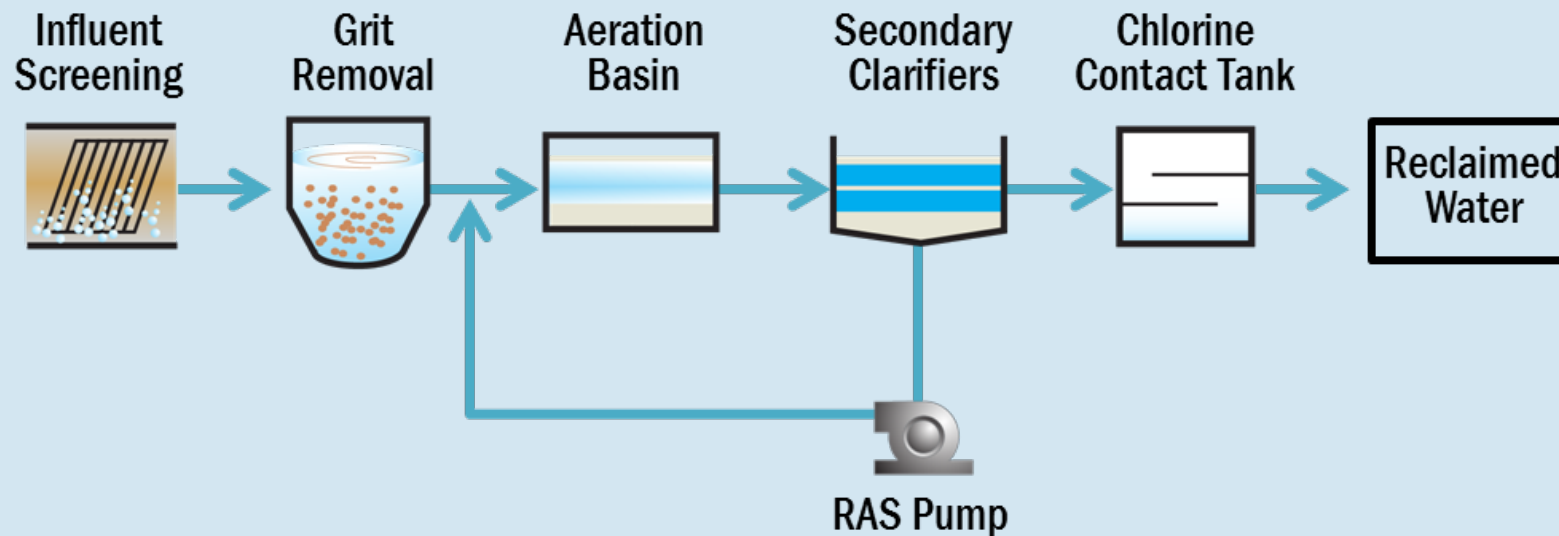 Influent
Screening
Grit
Removal
Aeration
Basin
Secondary
Clarifiers
Chlorine
Contact Tank
Reclaimed
Water
RAS Pump